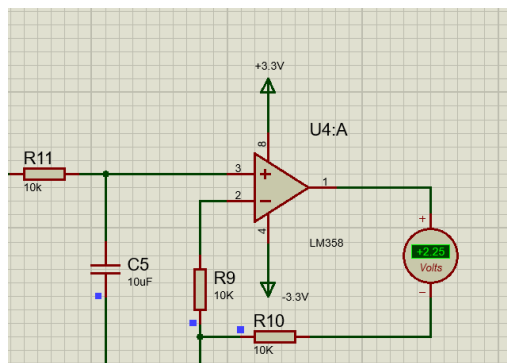 +3.3V
U4:A
R11
10k
8
3
2
1
4
+
−
LM358
+
+2.25
Volts
−
C5
10uF
R9
10K
-3.3V
R10
10K